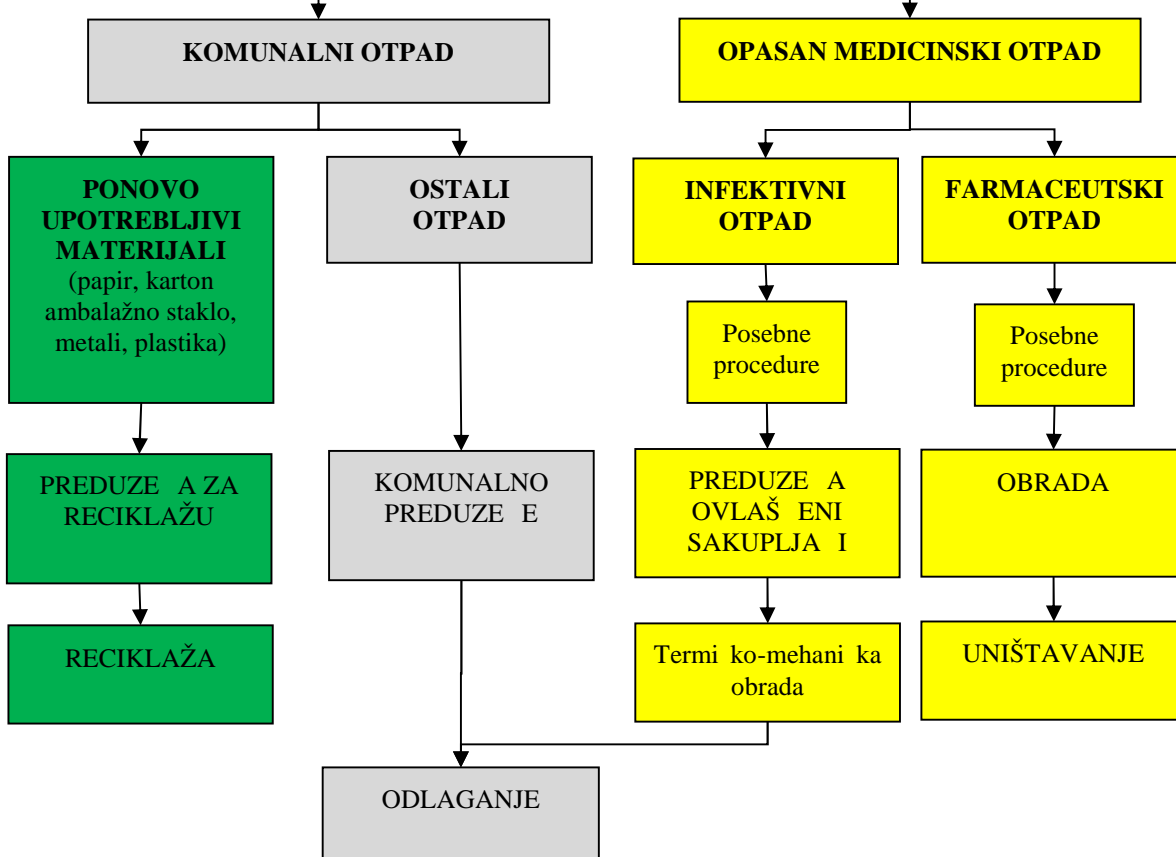 KOMUNALNI OTPAD
OPASAN MEDICINSKI OTPAD
PONOVO
UPOTREBLJIVI
MATERIJALI
(papir, karton
ambalažno staklo,
metali, plastika)
OSTALI
OTPAD
INFEKTIVNI
OTPAD
FARMACEUTSKI
OTPAD
Posebne
procedure
Posebne
procedure
PREDUZE A ZA
RECIKLAŽU
KOMUNALNO
PREDUZE E
PREDUZE A
OVLAŠ ENI
SAKUPLJA I
OBRADA
RECIKLAŽA
Termi ko-mehani ka
obrada
UNIŠTAVANJE
ODLAGANJE